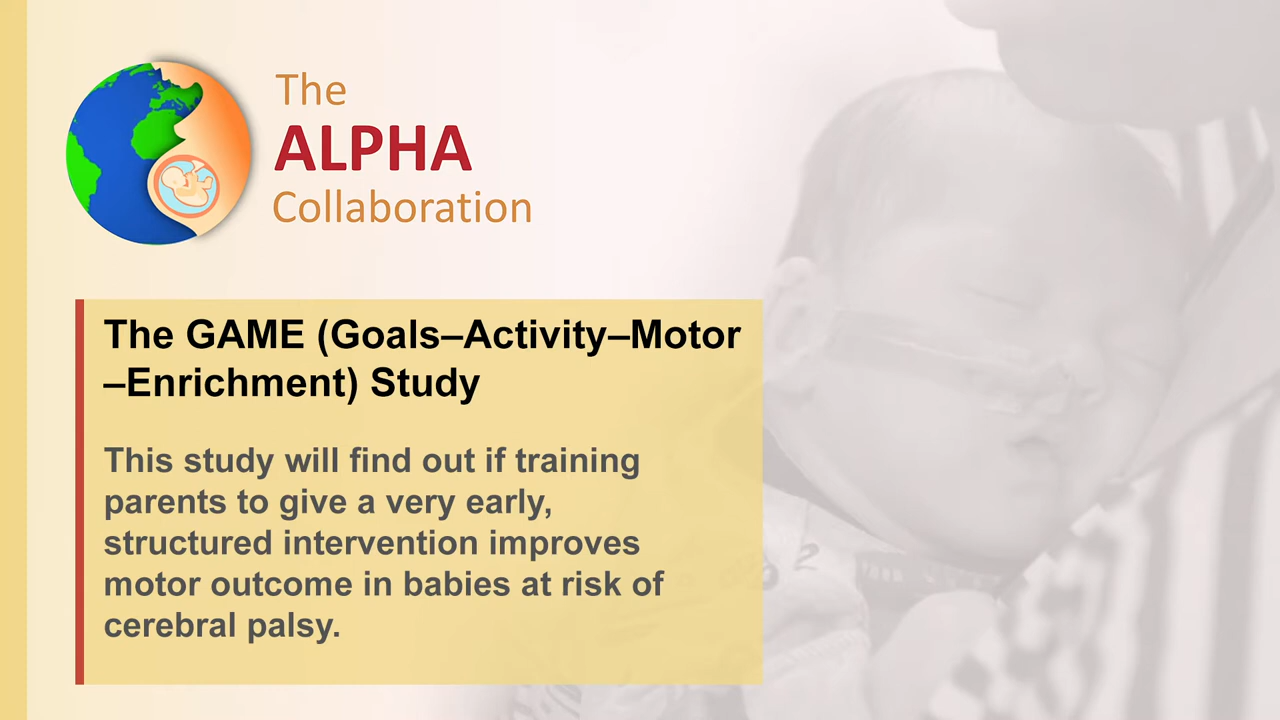 The
ALPHA
Collaboration
The GAME (Goals–Activity–Motor
–Enrichment) Study
This study will find out if training
parents to give a very early,
structured intervention improves
motor outcome in babies at risk of
cerebral palsy.